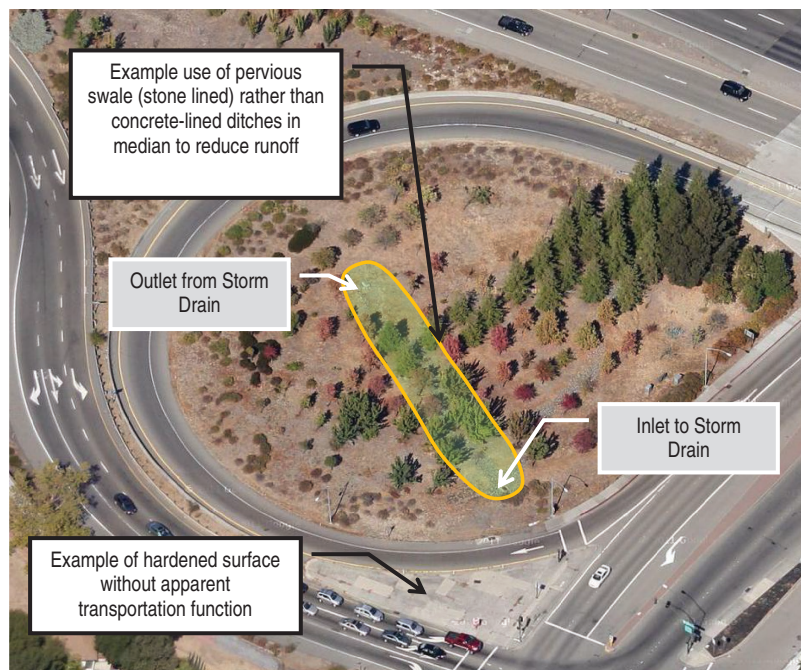 Example use of pervious
swale (stone lined) rather than
concrete-lined ditches in
median to reduce runoff
Outlet from Storm
Drain
Inlet to Storm
Drain
Example of hardened surface
without apparent
transportation function